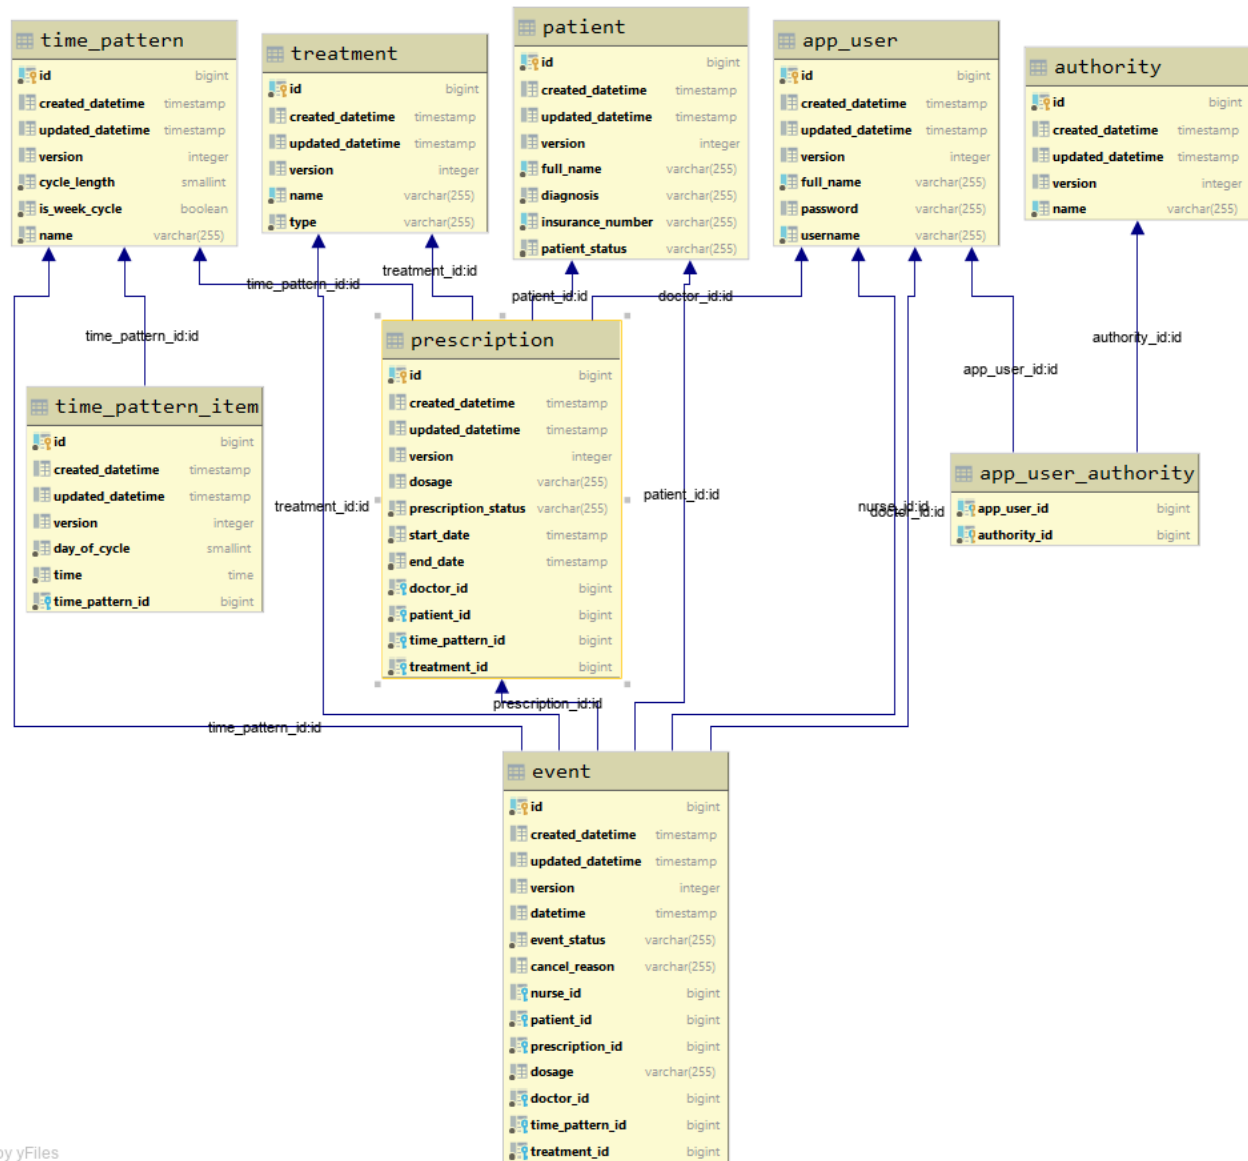 time_pattern
id bigint
created_datetime timestamp
updated_datetime timestamp
version integer
cycle_length smallint
is_week_cycle boolean
name varchar(255)
treatment
id bigint
created_datetime timestamp
updated_datetime timestamp
version integer
name varchar(255)
type varchar(255)
patient
id bigint
created_datetime timestamp
updated_datetime timestamp
version integer
full_name varchar(255)
diagnosis varchar(255)
insurance_number varchar(255)
patient_status varchar(255)
app_user
id bigint
created_datetime timestamp
updated_datetime timestamp
version integer
full_name varchar(255)
password varchar(255)
username varchar(255)
authority
id bigint
created_datetime timestamp
updated_datetime timestamp
version integer
name varchar(255)
time_pattern_id:id
treatment_id:id
patient_id:id
doctor_id:id
time_pattern_id:id
authority_id:id
app_user_id:id
time_pattern_item
id bigint
created_datetime timestamp
updated_datetime timestamp
version integer
day_of_cycle smallint
time time
time_pattern_id bigint
prescription
id bigint
created_datetime timestamp
updated_datetime timestamp
version integer
dosage varchar(255)
prescription_status varchar(255)
start_date timestamp
end_date timestamp
doctor_id bigint
patient_id bigint
time_pattern_id bigint
treatment_id bigint
app_user_authority
app_user_id bigint
authority_id bigint
treatment_id:id
patient_id:id
nurse_id:id
doctor_id:id
prescription_id:id
time_pattern_id:id
event
id bigint
created_datetime timestamp
updated_datetime timestamp
version integer
datetime timestamp
event_status varchar(255)
cancel_reason varchar(255)
nurse_id bigint
patient_id bigint
prescription_id bigint
dosage varchar(255)
doctor_id bigint
time_pattern_id bigint
treatment_id bigint
by yFiles